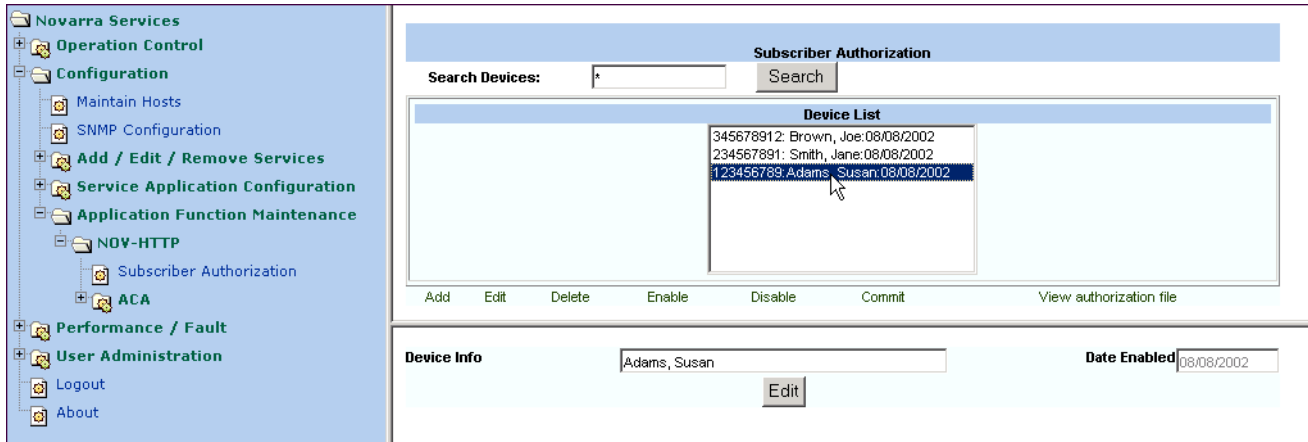 Novarra Services
Operation Control
Configuration
Maintain Hosts
SNMP Configuration
Add / Edit / Remove Services
Service Application Configuration
Application Function Maintenance
NOV-HTTP
Subscriber Authorization
ACA
Performance / Fault
User Administration
Logout
About
Subscriber Authorization
Search Devices: * Search
Device List
345678912: Brown, Joe:08/08/2002
234567891: Smith, Jane:08/08/2002
123456789:Adams, Susan:08/08/2002
Add Edit Delete Enable Disable Commit View authorization file
Device Info Adams, Susan Date Enabled 08/08/2002
Edit